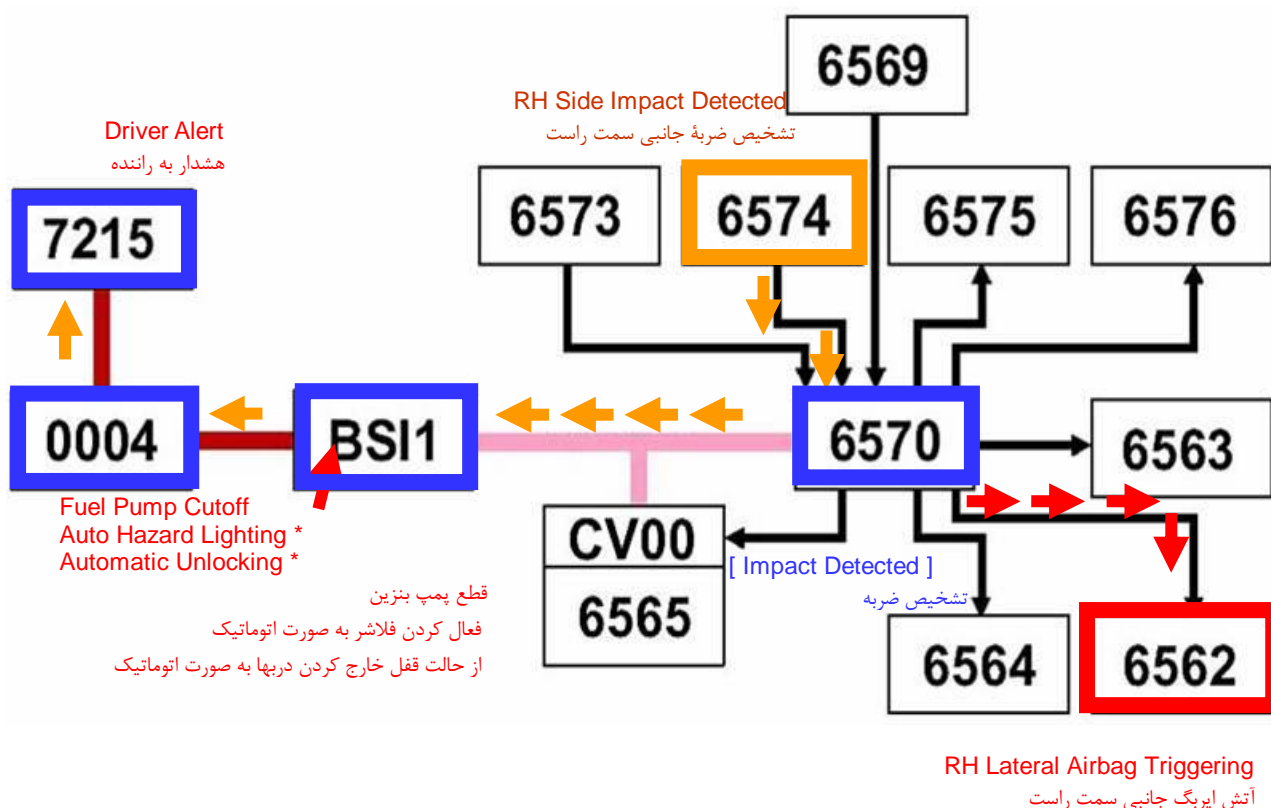 6569
RH Side Impact Detected
تشخیص ضربهٔ جانبی سمت راست
Driver Alert
هشدار به راننده
7215
6573
6574
6575
6576
0004
BSI1
6570
6563
Fuel Pump Cutoff
Auto Hazard Lighting *
Automatic Unlocking *
قطع پمپ بنزین
فعال کردن فلاشر به صورت اتوماتیک
از حالت قفل خارج کردن دربها به صورت اتوماتیک
CV00
6565
[ Impact Detected ]
تشخیص ضربه
6564
6562
RH Lateral Airbag Triggering
آتش ایربگ جانبی سمت راست